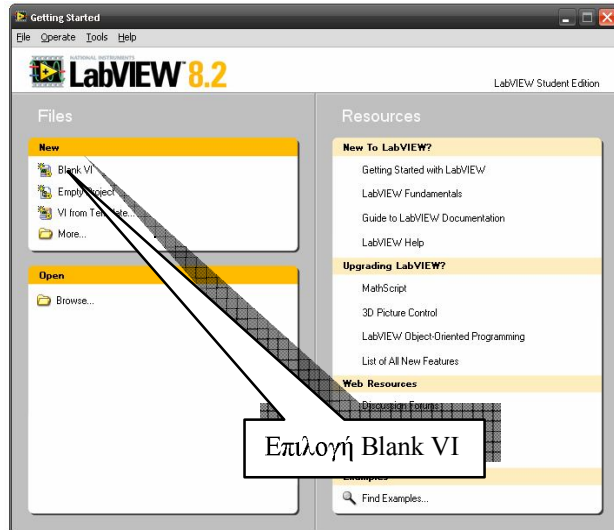 Getting Started
File Operate Tools Help
NATIONAL INSTRUMENTS
LabVIEW 8.2
LabVIEW Student Edition
Files
New
Blank VI
Empty Project
VI from Template...
More...
Open
Browse...
Resources
New To LabVIEW?
Getting Started with LabVIEW
LabVIEW Fundamentals
Guide to LabVIEW Documentation
LabVIEW Help
Upgrading LabVIEW?
MathScript
3D Picture Control
LabVIEW Object-Oriented Programming
List of All New Features
Web Resources
Discussion Forums
Επιλογή Blank VI
Examples
Find Examples...